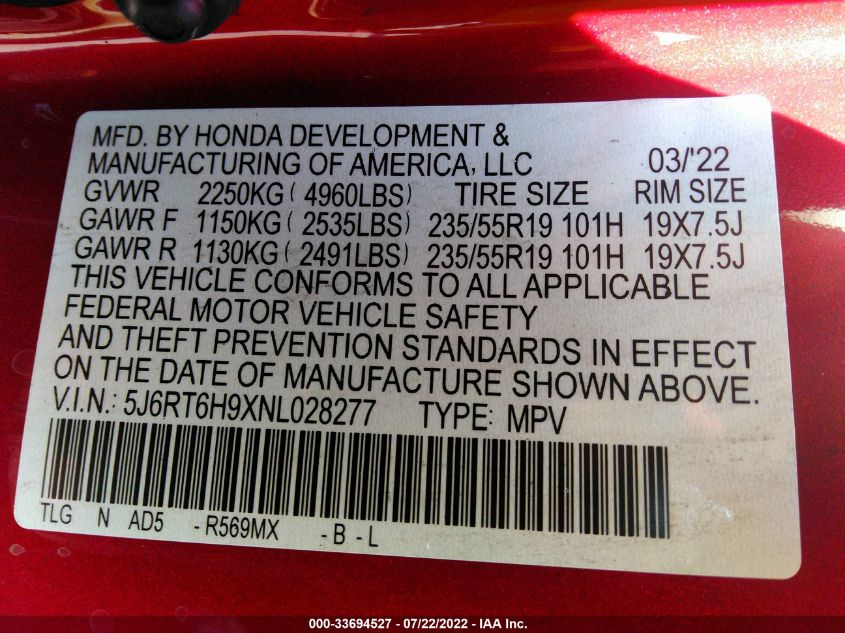 MFD. BY HONDA DEVELOPMENT &
MANUFACTURING OF AMERICA, LLC 03/'22
GVWR 2250KG ( 4960LBS) TIRE SIZE RIM SIZE
GAWR F 1150KG ( 2535LBS) 235/55R19 101H 19X7.5J
GAWR R 1130KG ( 2491LBS) 235/55R19 101H 19X7.5J
THIS VEHICLE CONFORMS TO ALL APPLICABLE
FEDERAL MOTOR VEHICLE SAFETY
AND THEFT PREVENTION STANDARDS IN EFFECT
ON THE DATE OF MANUFACTURE SHOWN ABOVE.
V.I.N.: 5J6RT6H9XNL028277 TYPE: MPV
TLG N AD5 - R569MX - B - L
000-33694527 - 07/22/2022 - IAA Inc.